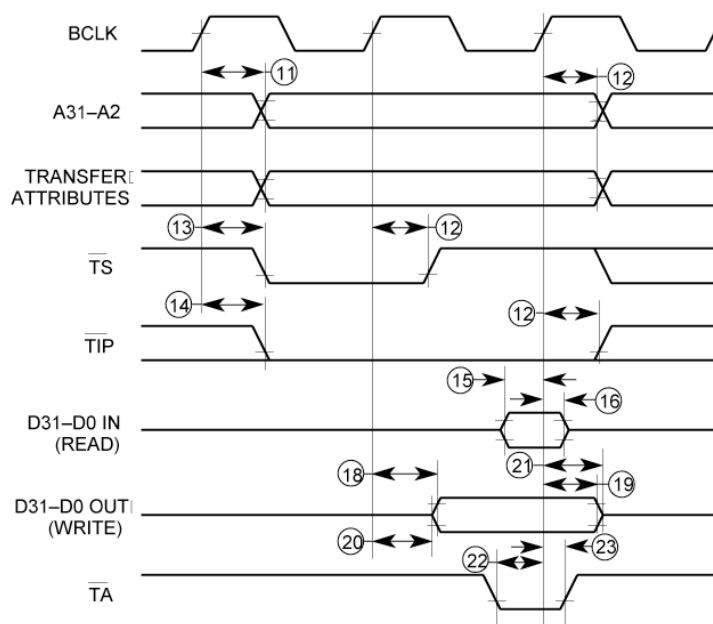 BCLK
11
12
A31–A2
TRANSFER
ATTRIBUTES
13
12
TS
14
12
TIP
15
16
D31–D0 IN
(READ)
21
18
19
D31–D0 OUT
(WRITE)
20
23
22
TA